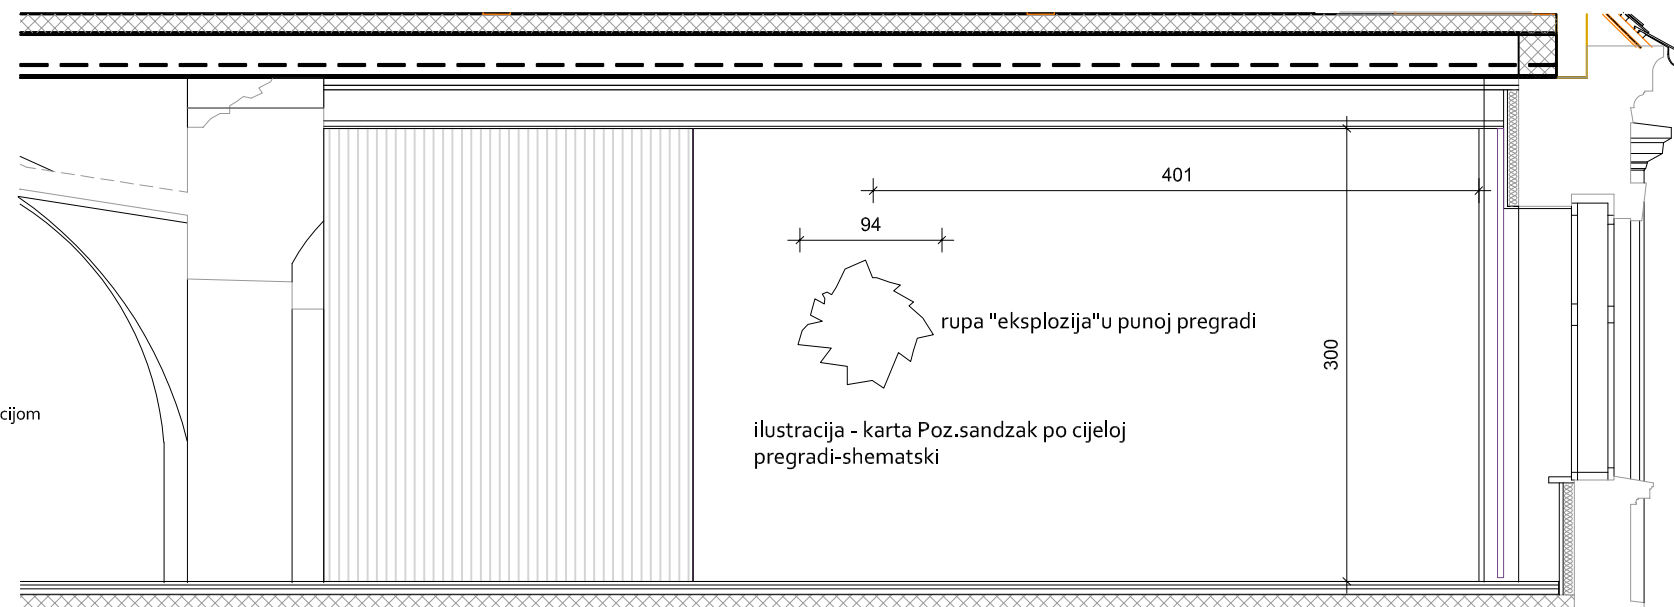 401
94
rupa "eksplozija"u punoj pregradi
300
cijom
ilustracija - karta Poz.sandzak po cijeloj
pregradi-shematski